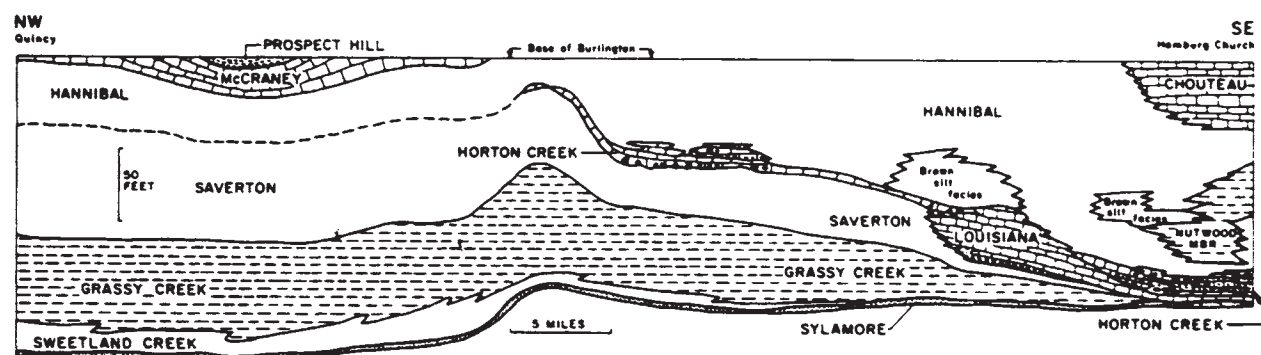 NW
Quincy
PROSPECT HILL
Base of Burlington
SE
Hamburg Church
McCRANEY
CHOUTEAU
HANNIBAL
HANNIBAL
HORTON CREEK
50
FEET
SAVERTON
Brown
silt
facies
Brown
silt
facies
SAVERTON
LOUISIANA
NUTWOOD
MBR
GRASSY CREEK
GRASSY CREEK
5 MILES
SYLAMORE
HORTON CREEK
SWEETLAND CREEK